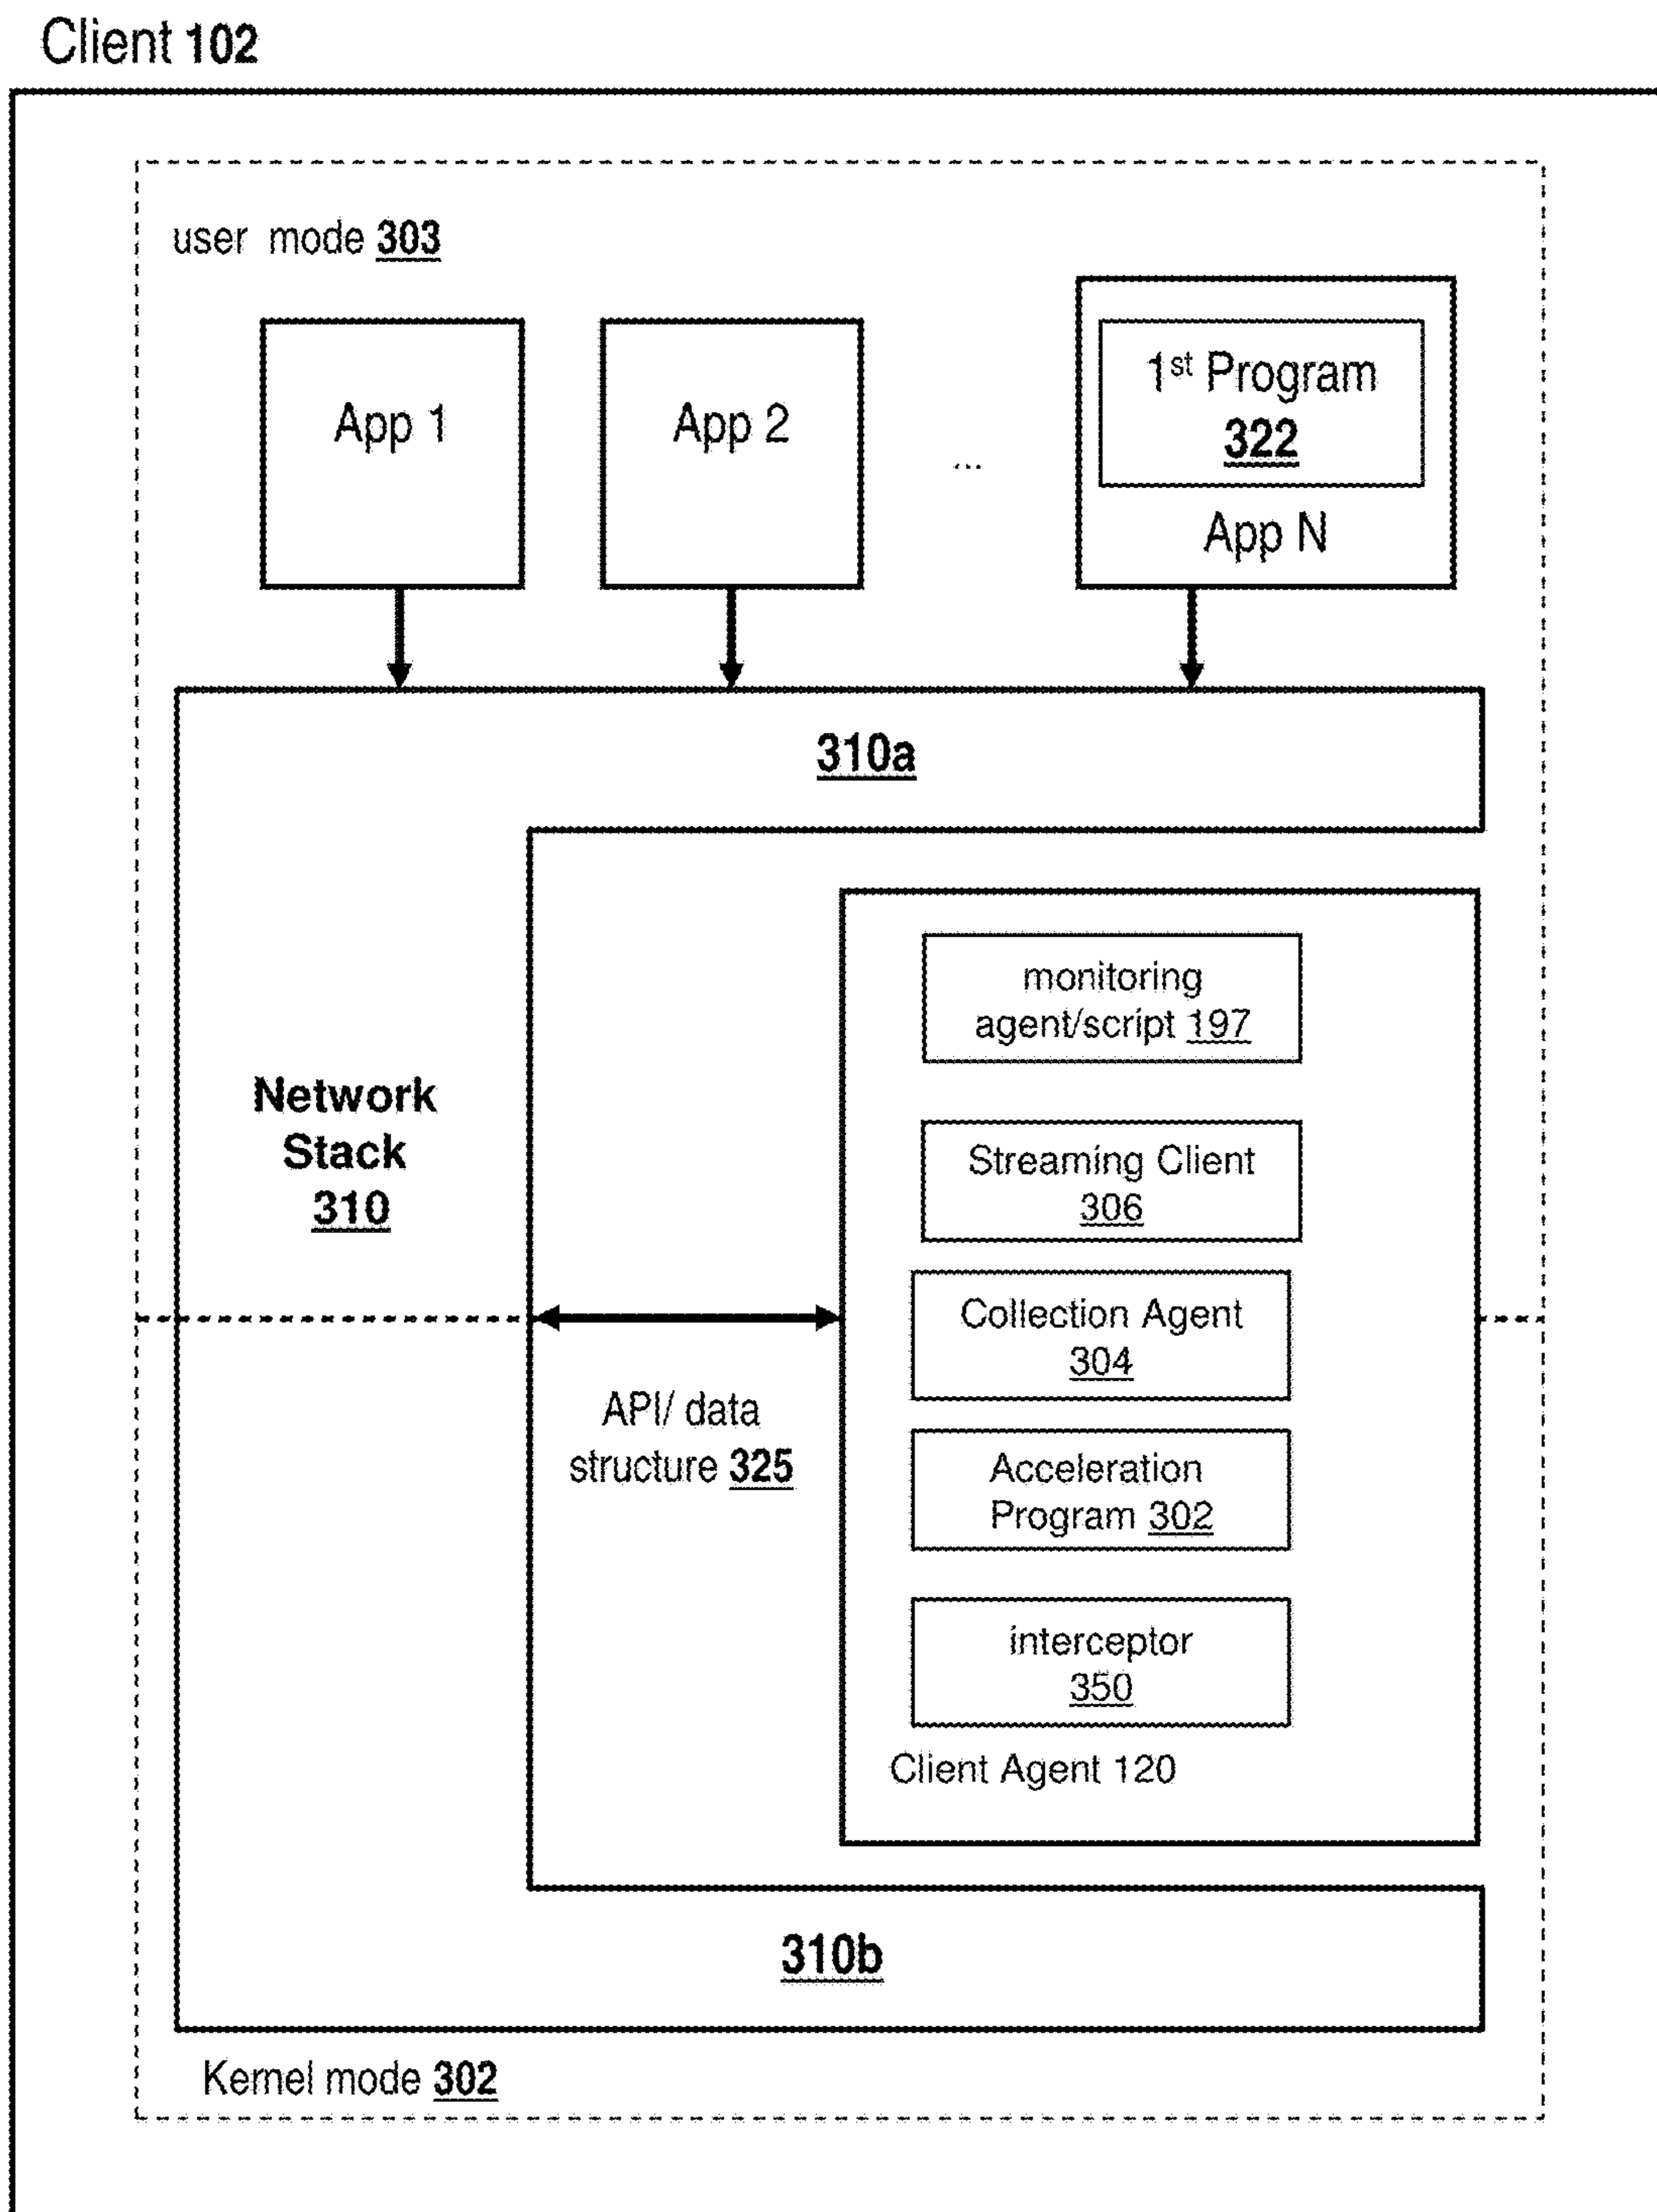 Client 102
user mode 303
App 1
App 2
...
1st Program
322
App N
310a
monitoring
agent/script 197
Network
Stack
310
Streaming Client
306
Collection Agent
304
API/ data
structure 325
Acceleration
Program 302
interceptor
350
Client Agent 120
310b
Kernel mode 302